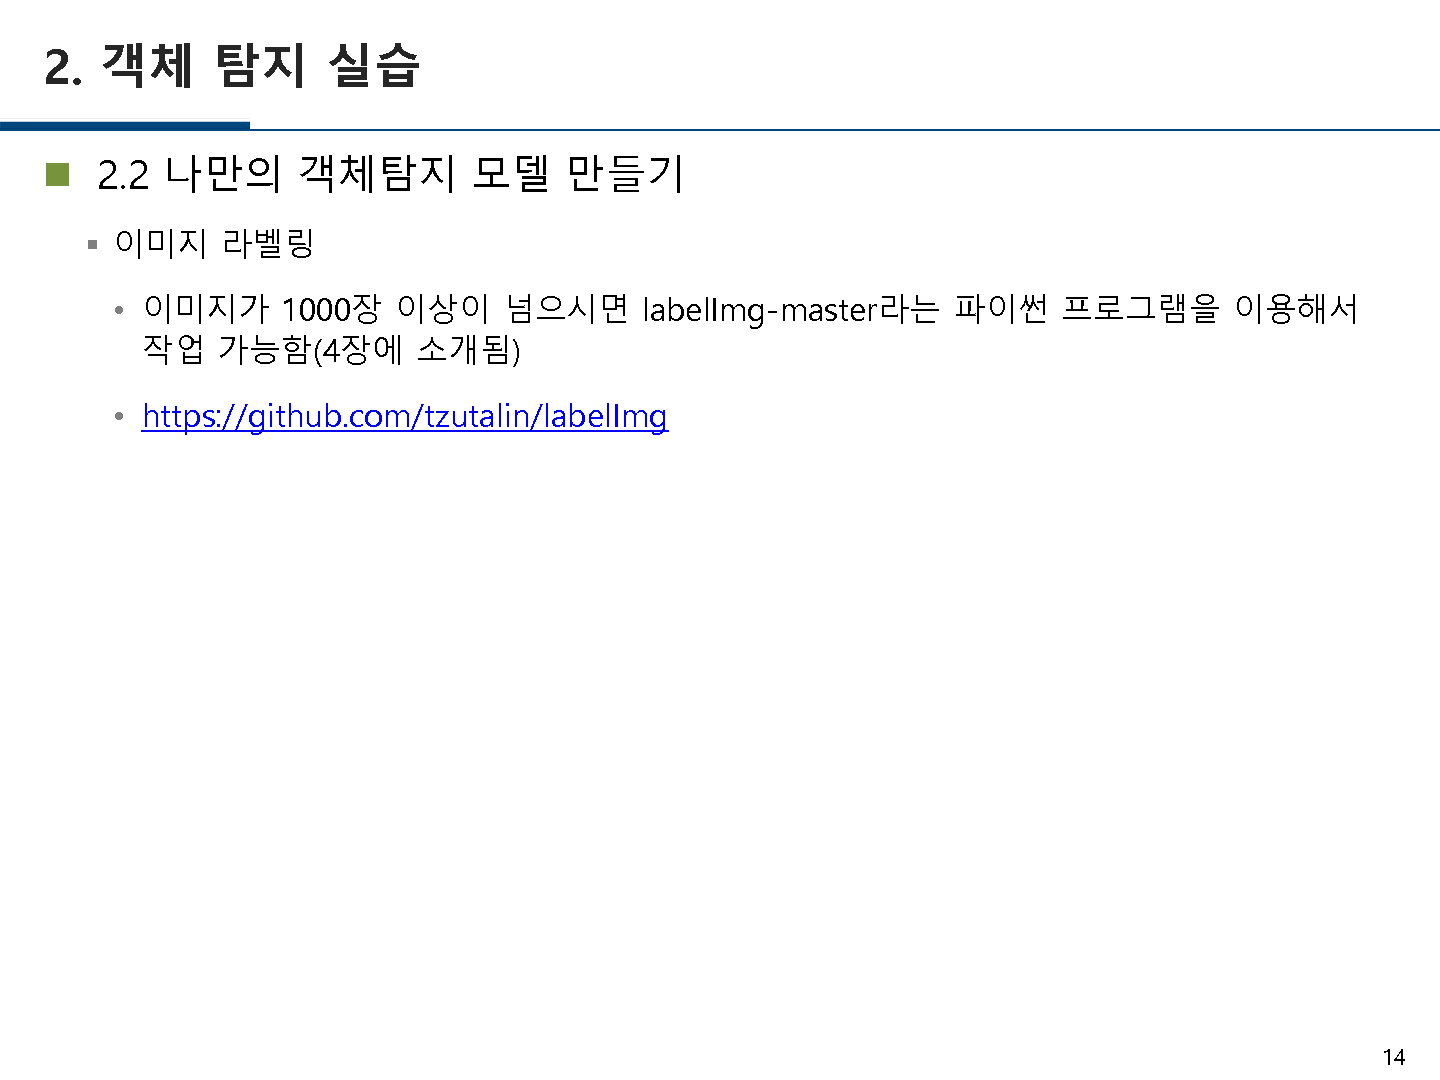 2. 객체 탐지 실습
2.2 나만의 객체탐지 모델 만들기
이미지 라벨링
이미지가 1000장 이상이 넘으시면 labelImg-master라는 파이썬 프로그램을 이용해서
작업 가능함(4장에 소개됨)
https://github.com/tzutalin/labelImg
14